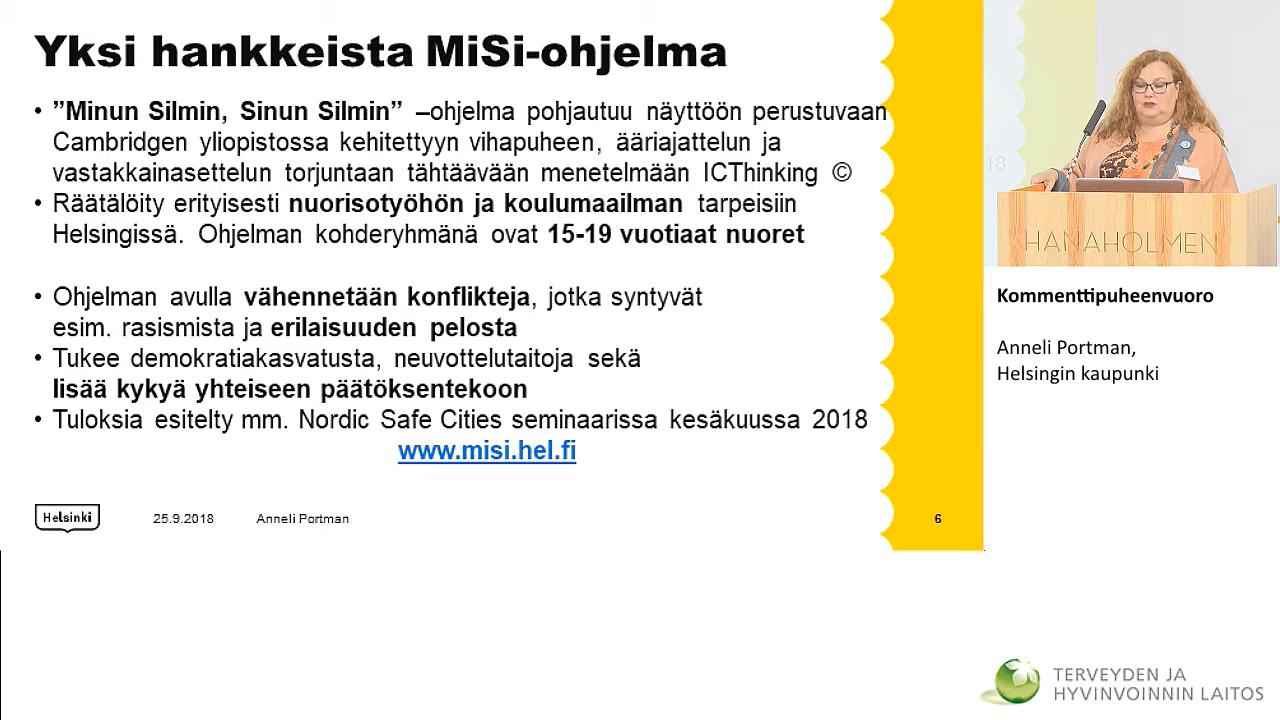 Yksi hankkeista MiSi-ohjelma
• ”Minun Silmin, Sinun Silmin” –ohjelma pohjautuu näyttöön perustuvaan
Cambridgen yliopistossa kehitettyyn vihapuheen, ääriajattelun ja
vastakkainasettelun torjuntaan tähtäävään menetelmään ICThinking ©
• Räätälöity erityisesti nuorisotyöhön ja koulumaailman tarpeisiin
Helsingissä. Ohjelman kohderyhmänä ovat 15-19 vuotiaat nuoret
• Ohjelman avulla vähennetään konflikteja, jotka syntyvät
esim. rasismista ja erilaisuuden pelosta
• Tukee demokratiakasvatusta, neuvottelutaitoja sekä
lisää kykyä yhteiseen päätöksentekoon
• Tuloksia esitelty mm. Nordic Safe Cities seminaarissa kesäkuussa 2018
www.misi.hel.fi
Helsinki
25.9.2018
Anneli Portman
6
18
HANAHOLMEN
Kommenttipuheenvuoro
Anneli Portman,
Helsingin kaupunki
TERVEYDEN JA
HYVINVOINNIN LAITOS